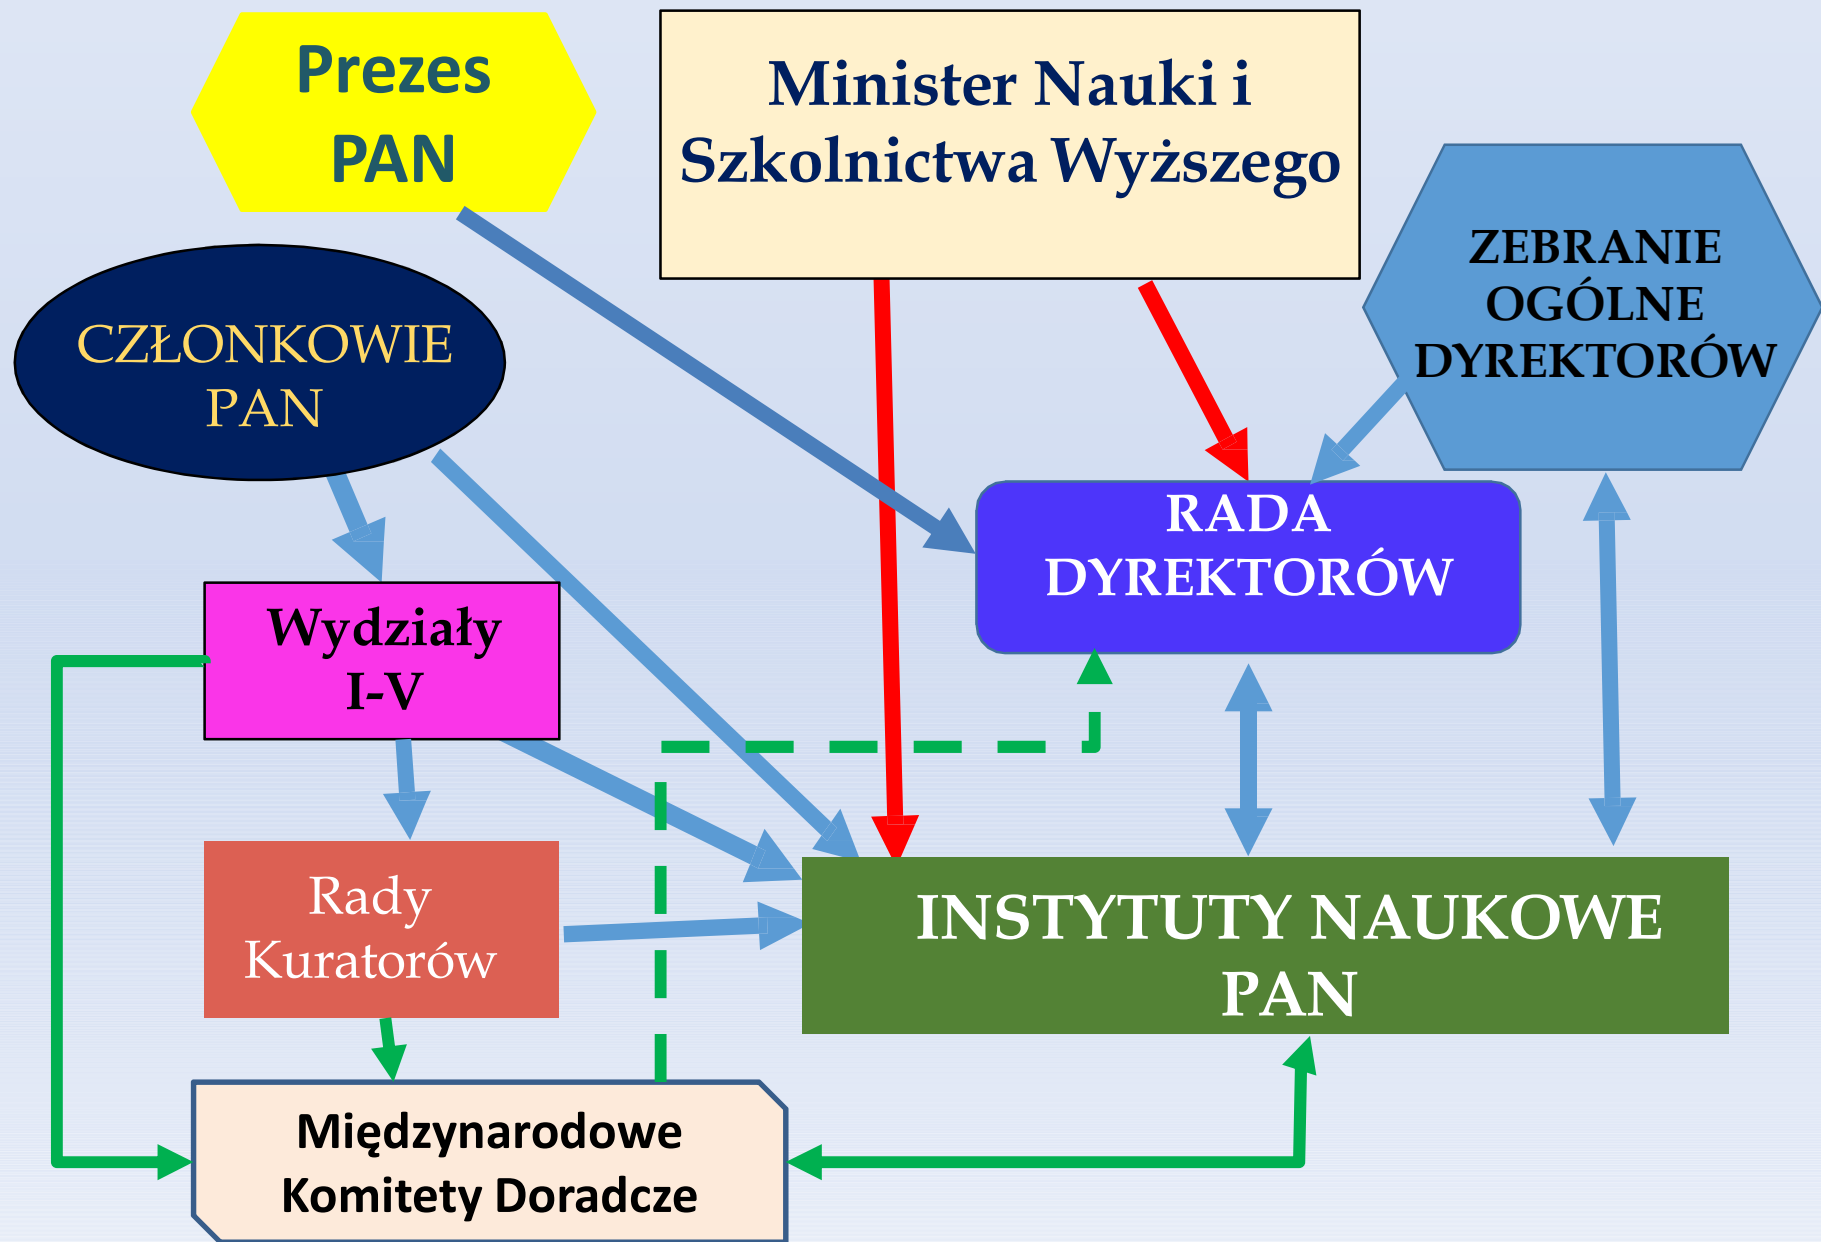 Prezes
PAN
Minister Nauki i
Szkolnictwa Wyższego
ZEBRANIE
OGÓLNE
DYREKTORÓW
CZŁONKOWIE
PAN
RADA
DYREKTORÓW
Wydziały
I-V
Rady
Kuratorów
INSTYTUTY NAUKOWE
PAN
Międzynarodowe
Komitety Doradcze